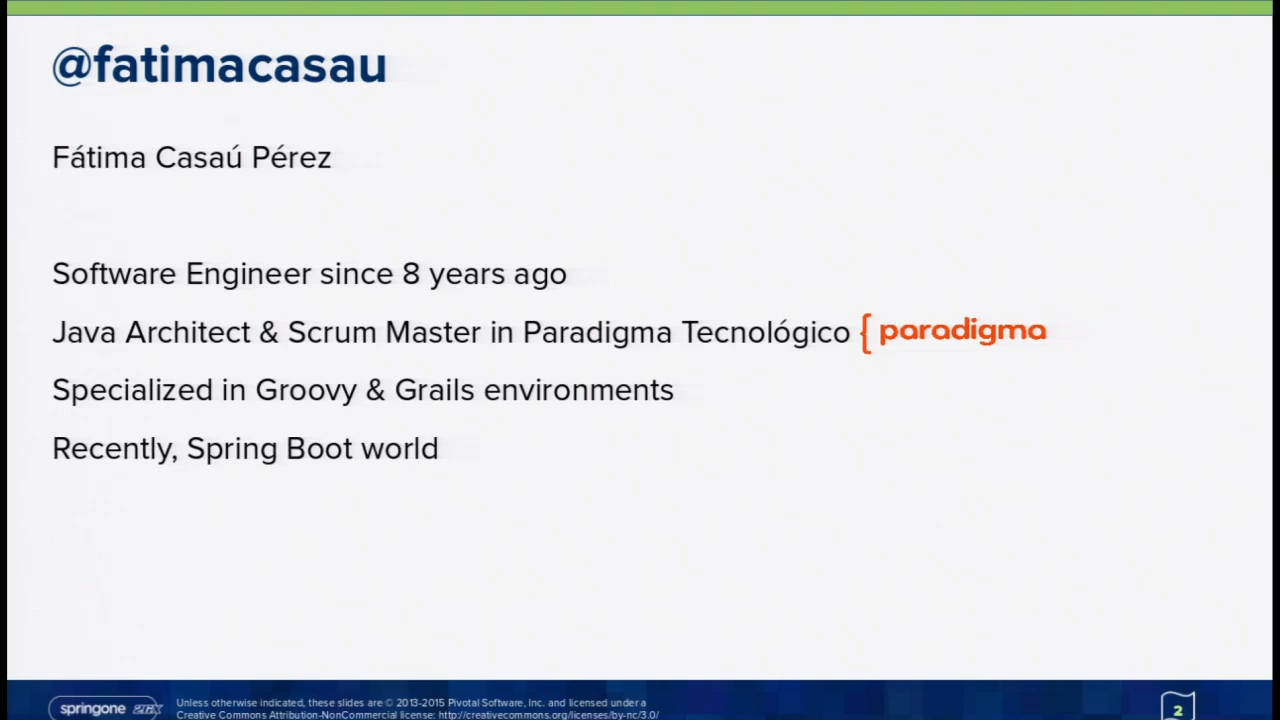 @fatimacasau
Fátima Casaú Pérez
Software Engineer since 8 years ago
Java Architect & Scrum Master in Paradigma Tecnológico { paradigma
Specialized in Groovy & Grails environments
Recently, Spring Boot world
springone 2GX
Unless otherwise indicated, these slides are © 2013-2015 Pivotal Software, Inc. and licensed under a
Creative Commons Attribution-NonCommercial license: http://creativecommons.org/licenses/by-nc/3.0/
2